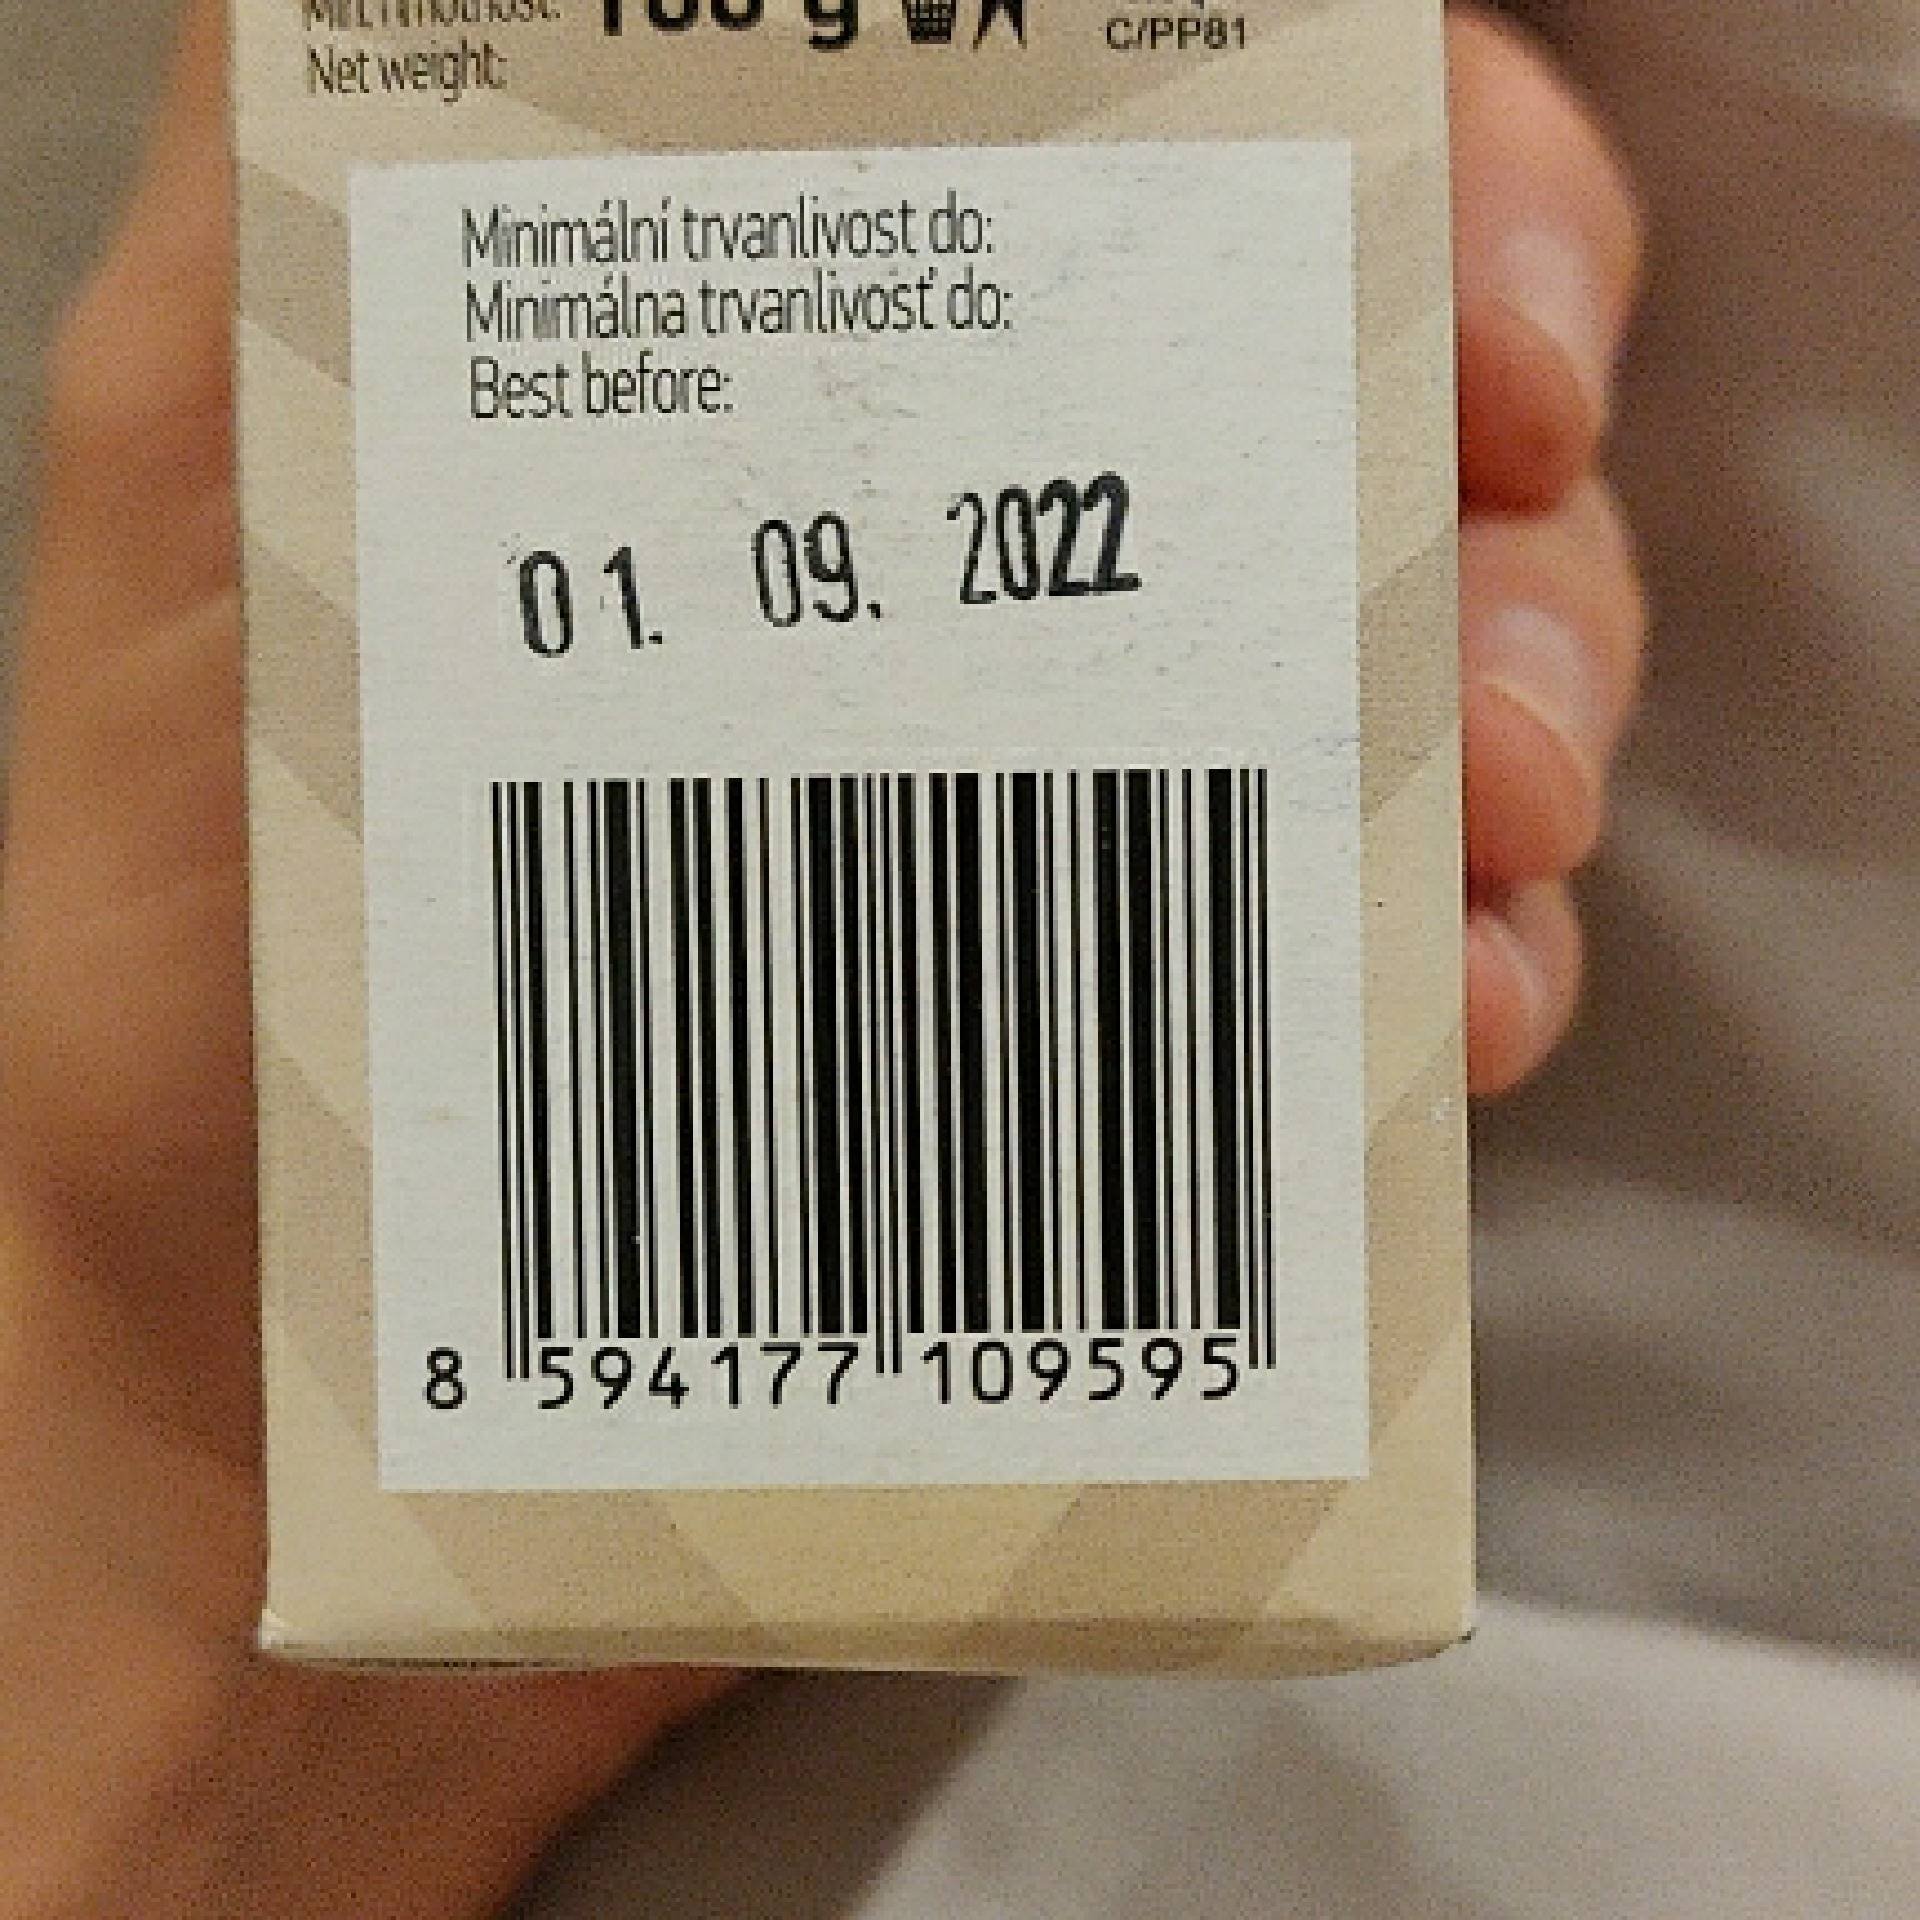 Net weight:
C/PP81
Minimální trvanlivost do:
Minimálna trvanlivosť do:
Best before:
01. 09. 2022
8 594177 109595